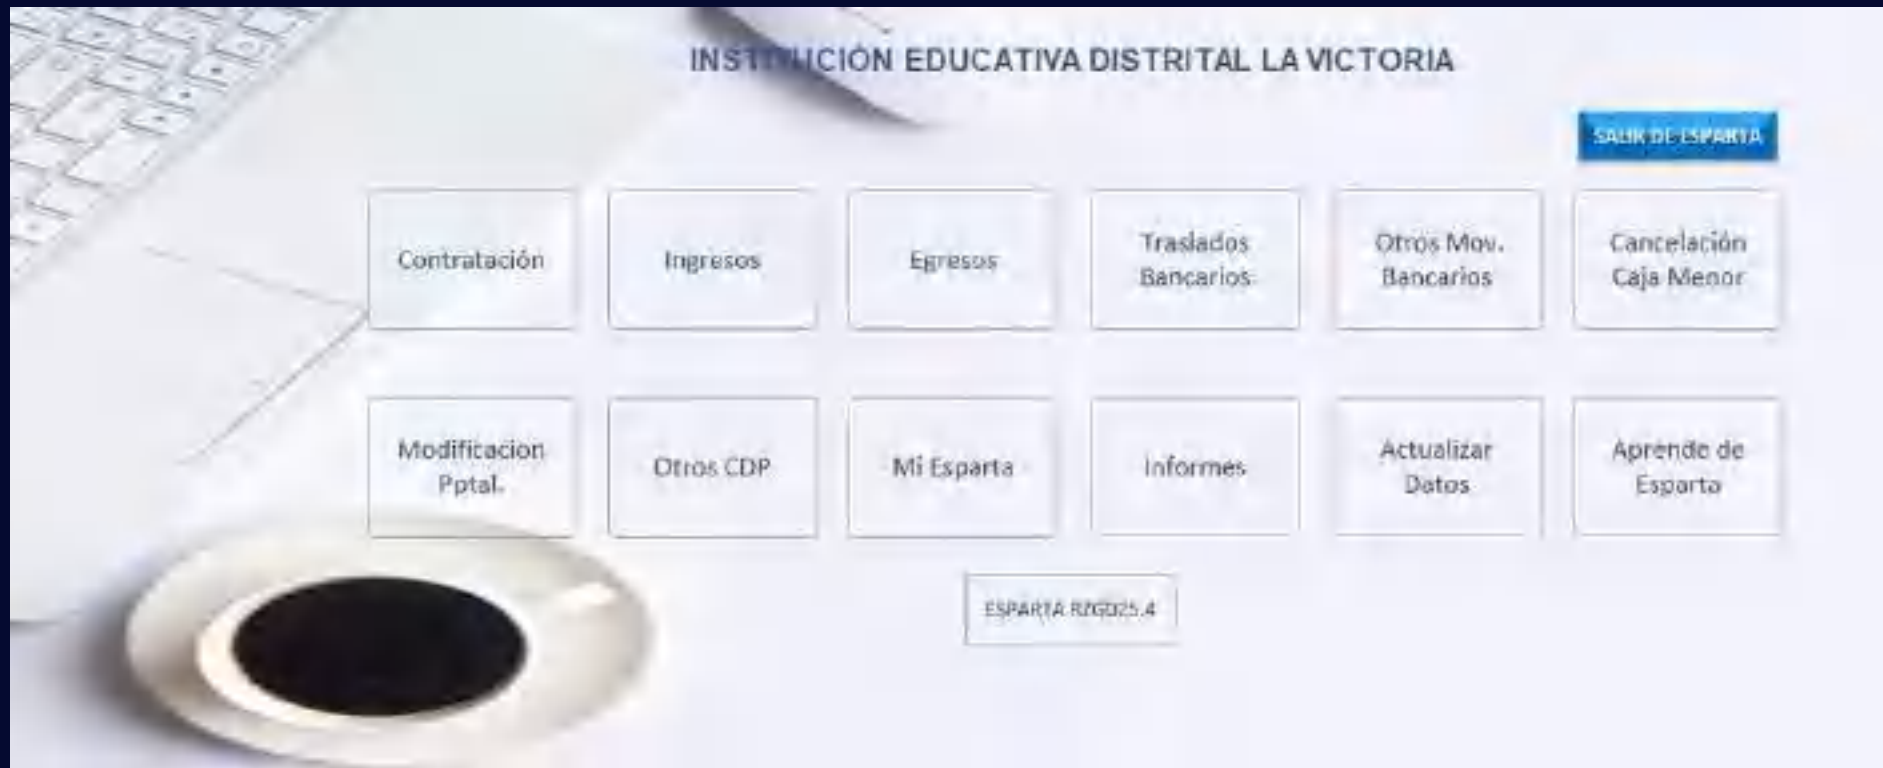 INSTITUCIÓN EDUCATIVA DISTRITAL LA VICTORIA
SALIR DE ESPARTA
Contratación
Ingresos
Egresos
Traslados
Bancarios
Otros Mov.
Bancarios
Cancelación
Caja Menor
Modificacion
Pptal.
Otros CDP
Mi Esparta
Informes
Actualizar
Datos
Aprende de
Esparta
ESPARTA